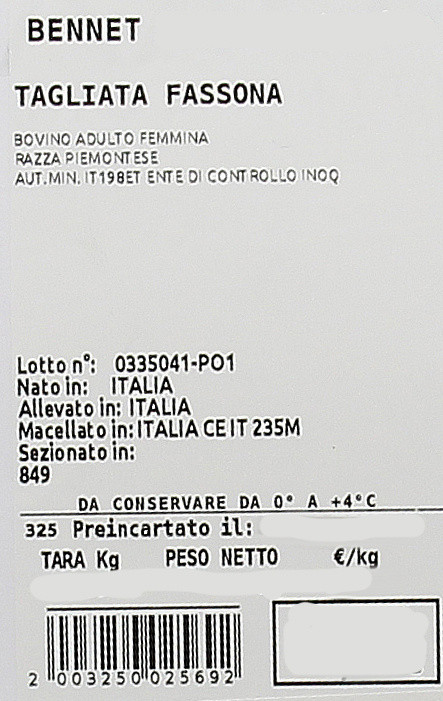 BENNET
TAGLIATA FASSONA
BOVINO ADULTO FEMMINA
RAZZA PIEMONTESE
AUT.MIN. IT198ET ENTE DI CONTROLLO INOQ
Lotto n°: 0335041-PO1
Nato in: ITALIA
Allevato in: ITALIA
Macellato in: ITALIA CE IT 235M
Sezionato in:
849
DA CONSERVARE DA 0° A +4°C
325 Preincartato il:
TARA Kg PESO NETTO €/kg
2 003250 025692